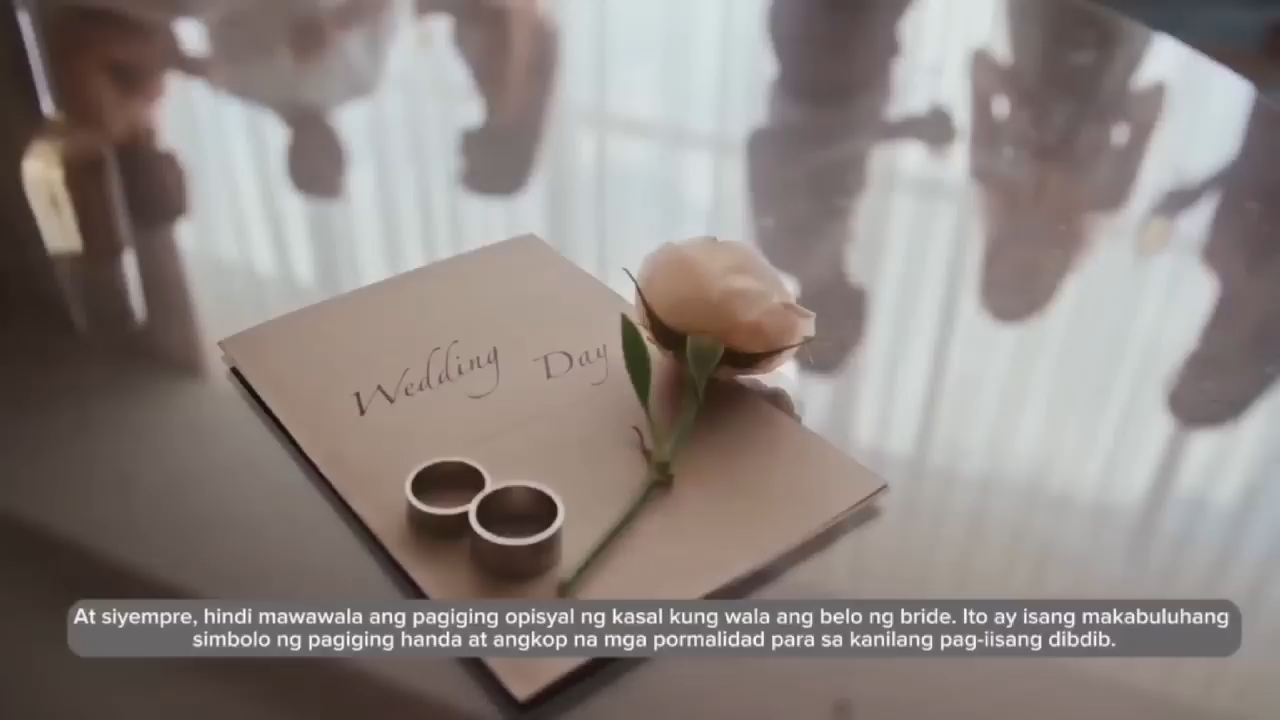 Wedding Day
At siyempre, hindi mawawala ang pagiging opisyal ng kasal kung wala ang belo ng bride. Ito ay isang makabuluhang
simbolo ng pagiging handa at angkop na mga pormalidad para sa kanilang pag-iisang dibdib.